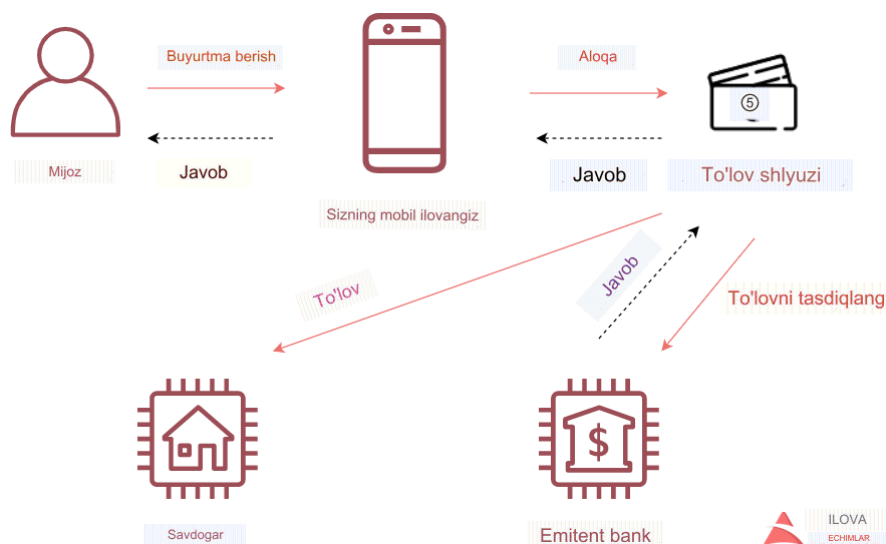 Buyurtma berish
Aloqa
5
Mijoz
Javob
Javob
To'lov shlyuzi
Sizning mobil ilovangiz
Javob
To'lov
To'lovni tasdiqlang
$
Savdogar
Emitent bank
ILOVA
ECHIMLAR